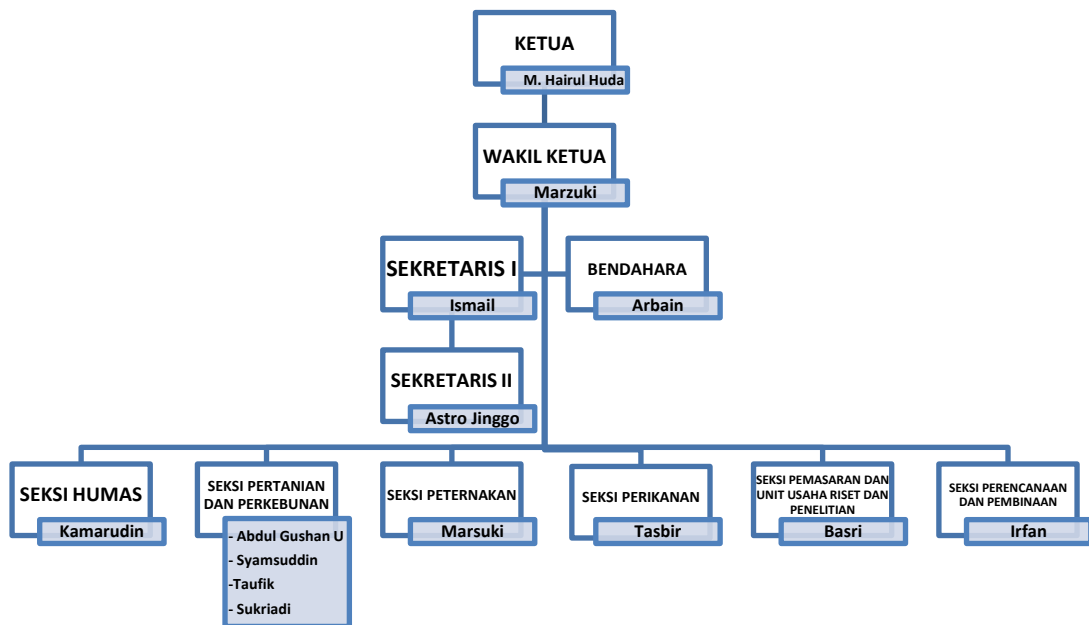 KETUA
M. Hairul Huda
WAKIL KETUA
Marzuki
SEKRETARIS I
Ismail
BENDAHARA
Arbain
SEKRETARIS II
Astro Jinggo
SEKSI HUMAS
Kamarudin
SEKSI PERTANIAN
DAN PERKEBUNAN
- Abdul Gushan U
- Syamsuddin
-Taufik
- Sukriadi
SEKSI PETERNAKAN
Marsuki
SEKSI PERIKANAN
Tasbir
SEKSI PEMASARAN DAN
UNIT USAHA RISET DAN
PENELITIAN
Basri
SEKSI PERENCANAAN
DAN PEMBINAAN
Irfan